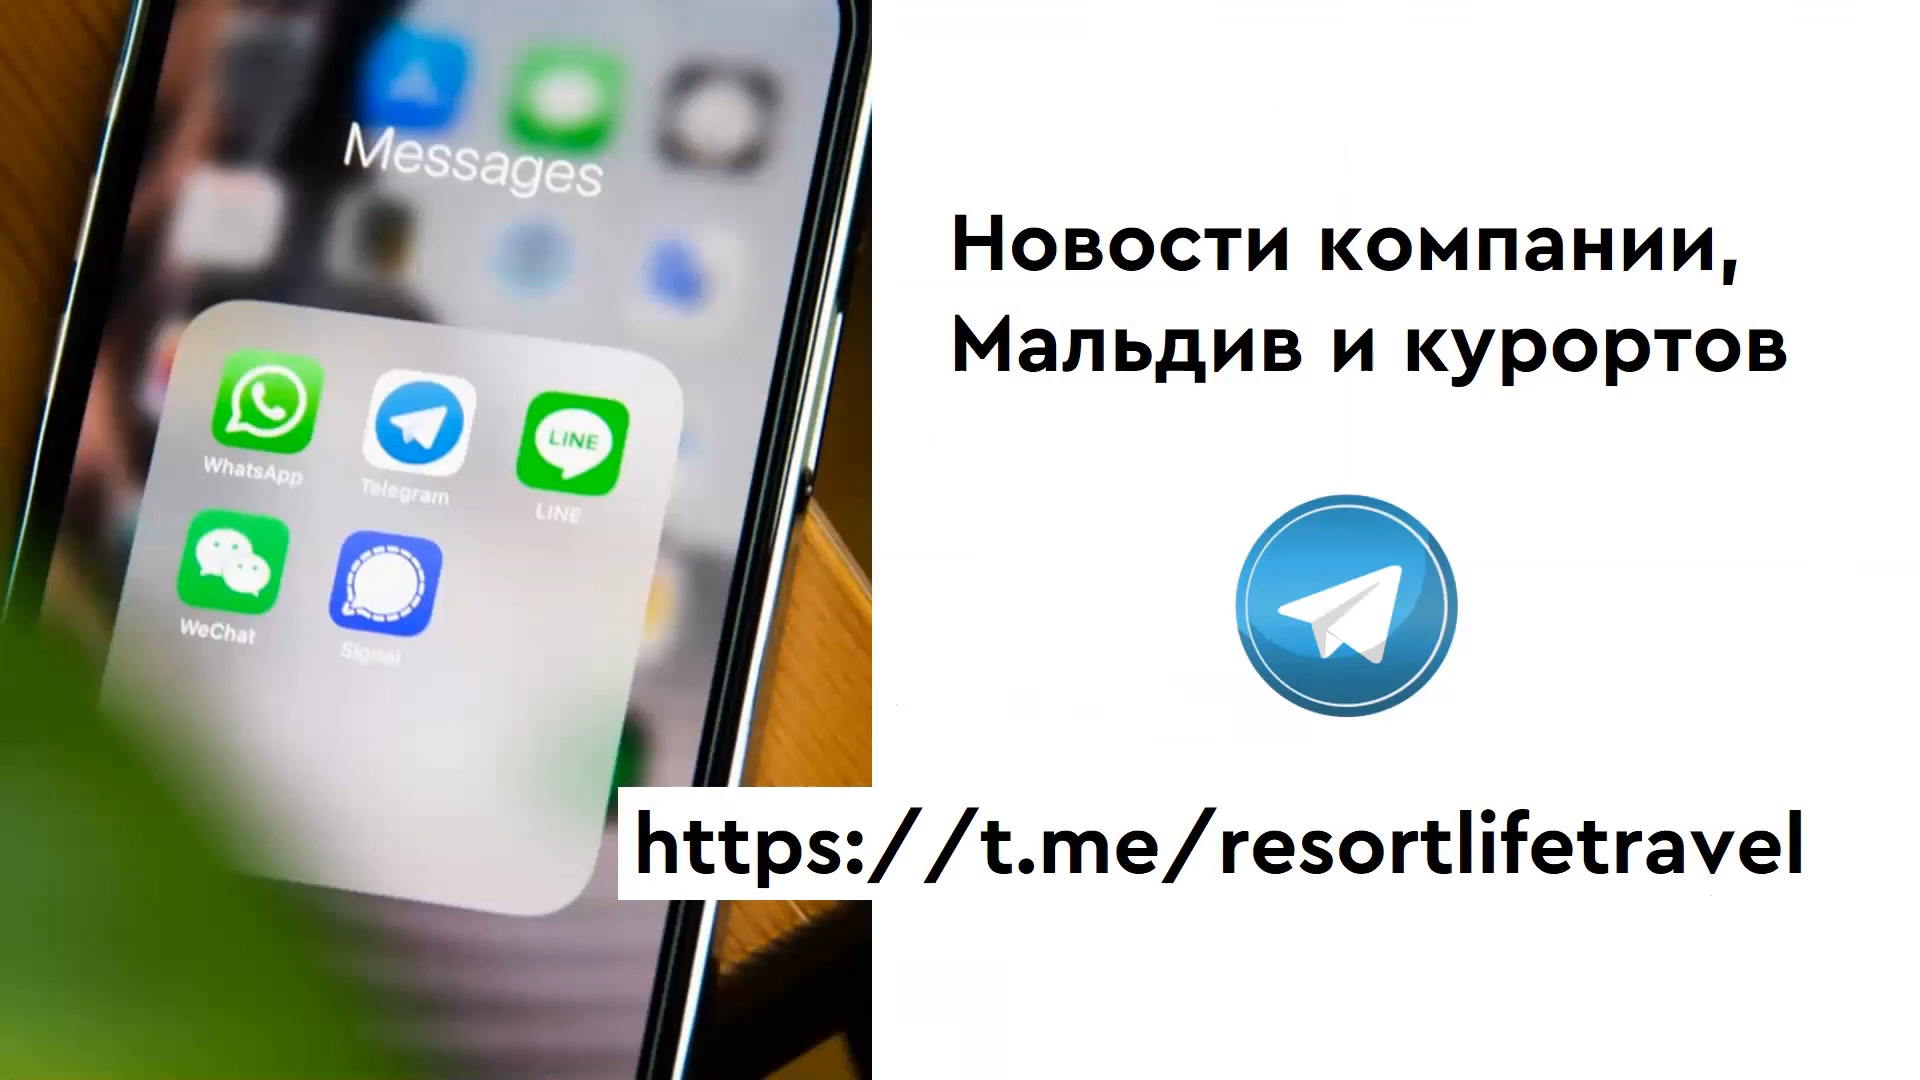 Messages
WhatsApp
Telegram
LINE
LINE
WeChat
Signal
Новости компании,
Мальдив и курортов
https://t.me/resortlifetravel